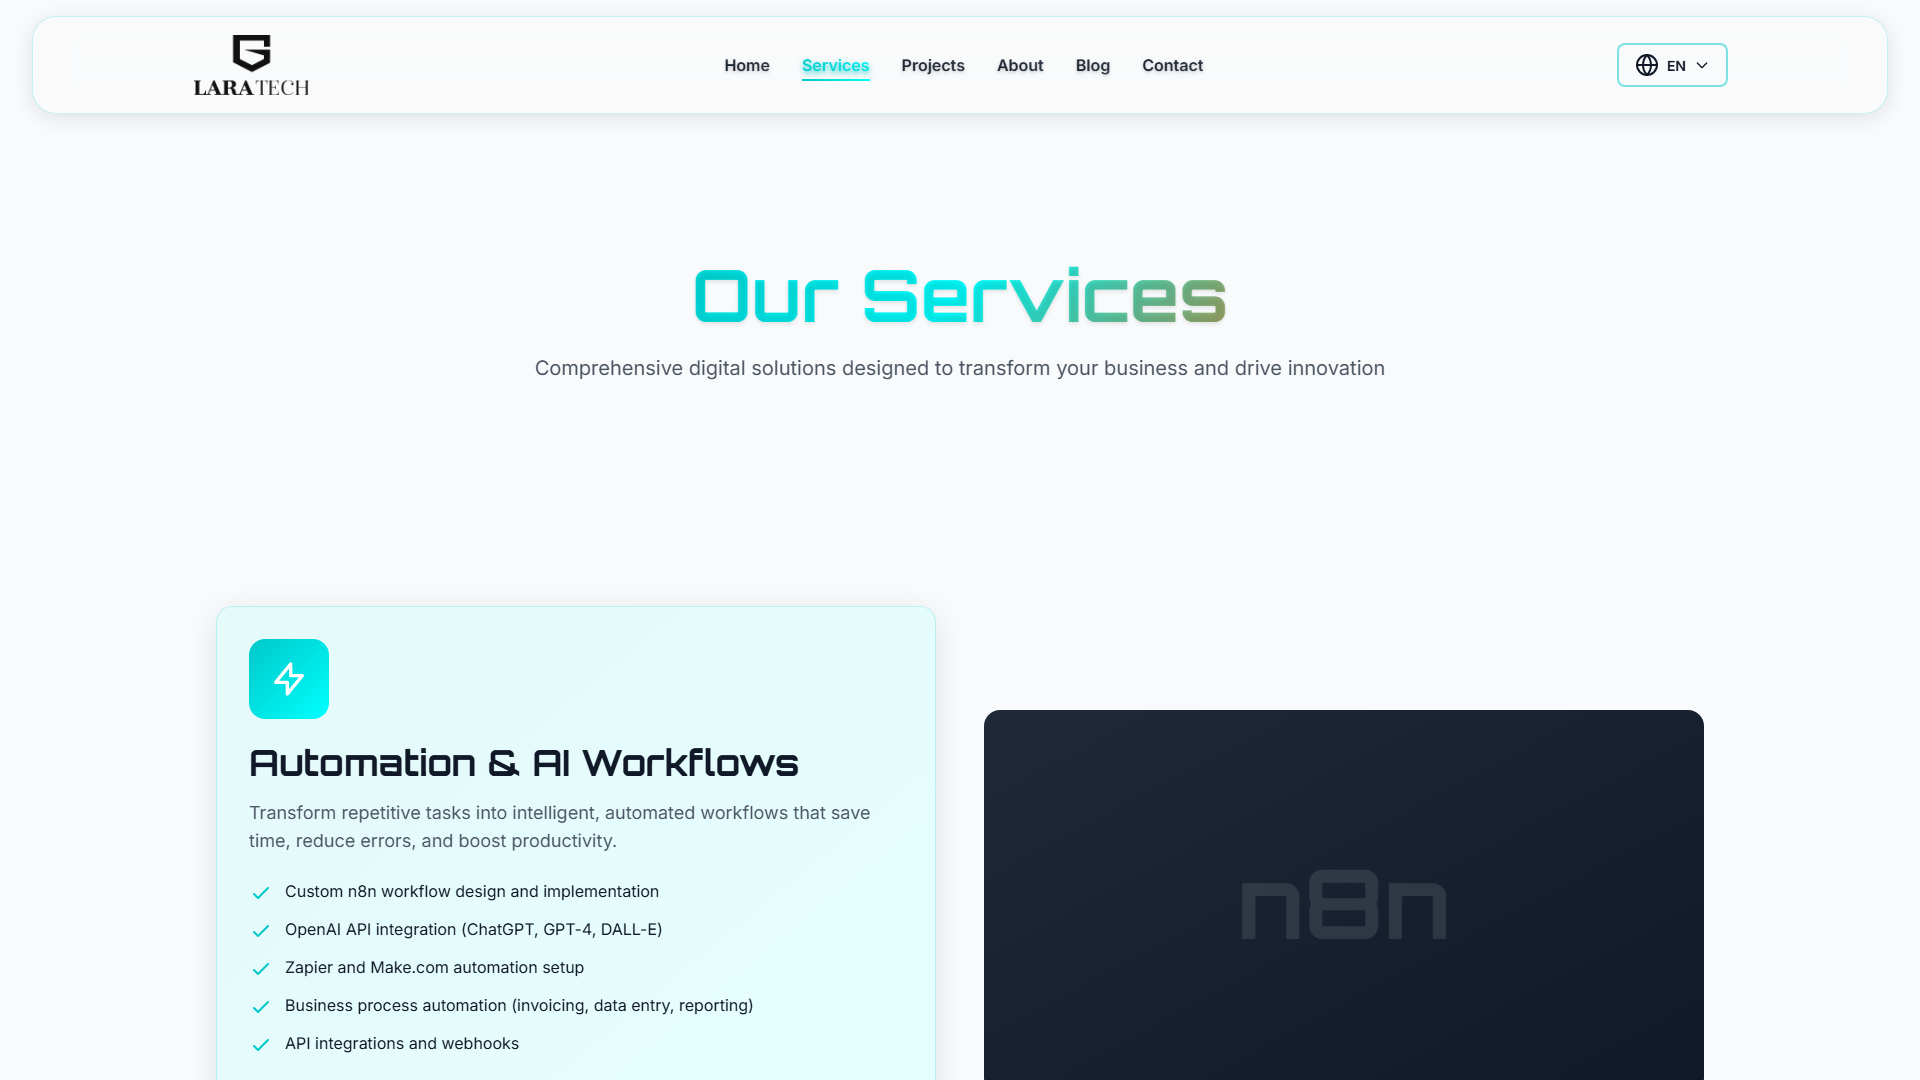 LARA TECH
Home
Services
Projects
About
Blog
Contact
EN
Our Services
Comprehensive digital solutions designed to transform your business and drive innovation
Automation & AI Workflows
Transform repetitive tasks into intelligent, automated workflows that save
time, reduce errors, and boost productivity.
Custom n8n workflow design and implementation
OpenAI API integration (ChatGPT, GPT-4, DALL-E)
Zapier and Make.com automation setup
Business process automation (invoicing, data entry, reporting)
API integrations and webhooks
n8n